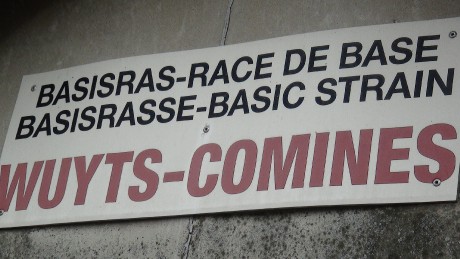 BASISRAS-RACE DE BASE
BASISRASSE-BASIC STRAIN
WUYTS-COMINES